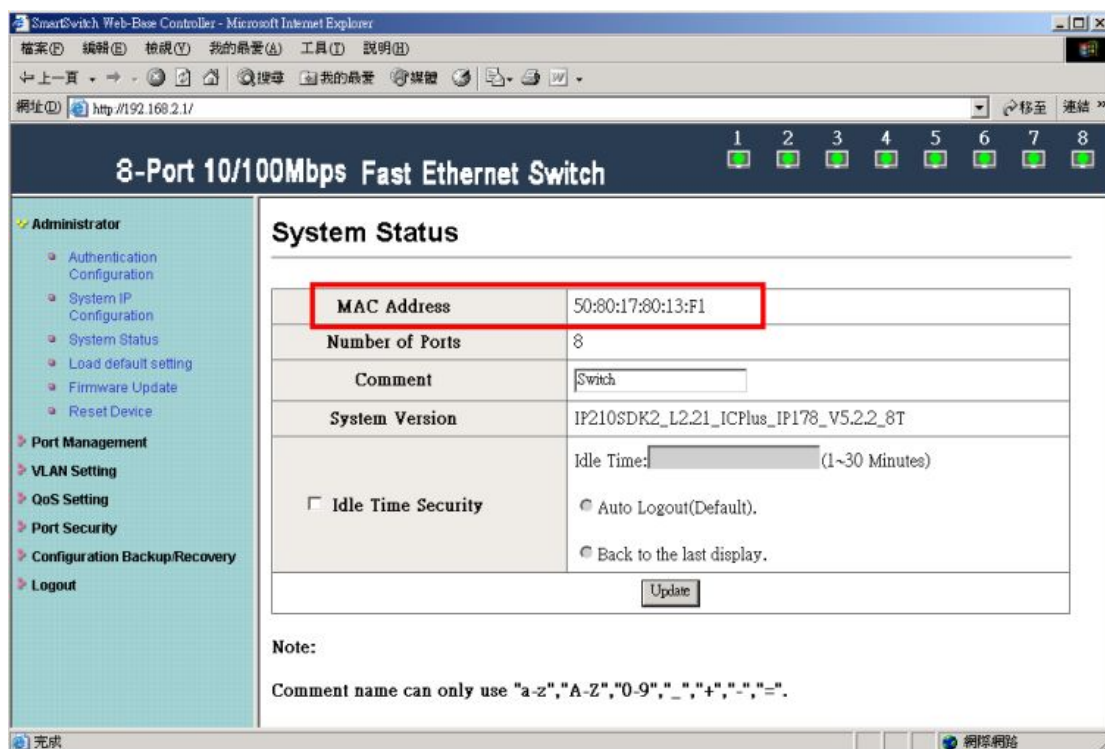 SmartSwitch Web-Base Controller - Microsoft Internet Explorer
檔案(F) 編輯(E) 檢視(V) 我的最愛(A) 工具(T) 說明(H)
上一頁 搜尋 我的最愛 媒體
網址(D) http://192.168.2.1/ 移至 連結 »
1 2 3 4 5 6 7 8
8-Port 10/100Mbps Fast Ethernet Switch
Administrator
Authentication
Configuration
System IP
Configuration
System Status
Load default setting
Firmware Update
Reset Device
Port Management
VLAN Setting
QoS Setting
Port Security
Configuration Backup/Recovery
Logout
System Status
MAC Address 50:80:17:80:13:F1
Number of Ports 8
Comment Switch
System Version IP210SDK2_L2.21_ICPlus_IP178_V5.2.2_8T
Idle Time Security
Idle Time: (1~30 Minutes)
Auto Logout(Default).
Back to the last display.
Update
Note:
Comment name can only use "a-z","A-Z","0-9","_","+","-","=".
完成 網際網路